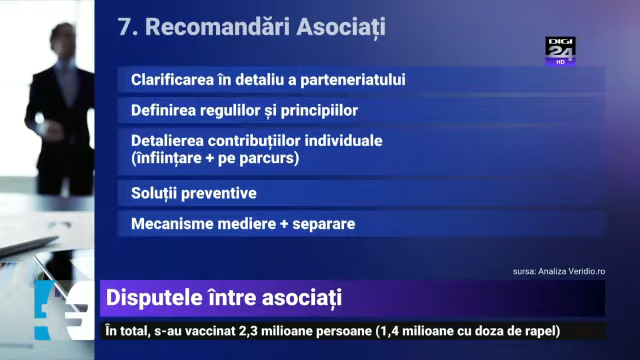 7. Recomandări Asociați
DIGI
24
HD
Clarificarea în detaliu a parteneriatului
Definirea regulilor și principiilor
Detalierea contribuțiilor individuale
(înființare + pe parcurs)
Soluții preventive
Mecanisme mediere + separare
sursa: Analiza Veridio.ro
Disputele între asociați
În total, s-au vaccinat 2,3 milioane persoane (1,4 milioane cu doza de rapel)